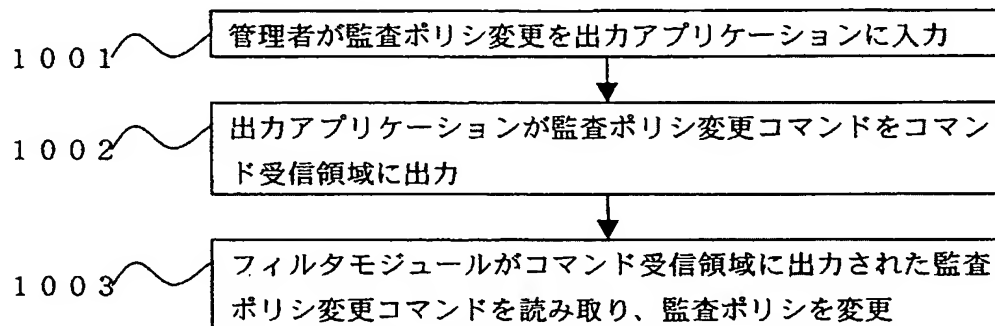 1001 管理者が監査ポリシ変更を出力アプリケーションに入力
1002 出力アプリケーションが監査ポリシ変更コマンドをコマン
ド受信領域に出力
1003 フィルタモジュールがコマンド受信領域に出力された監査
ポリシ変更コマンドを読み取り、監査ポリシを変更